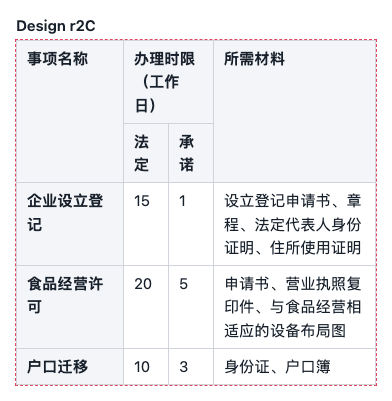 Design r2C
事项名称
办理时限
（工作
日）
所需材料
法
定
承
诺
企业设立登
记
15
1
设立登记申请书、章
程、法定代表人身份
证明、住所使用证明
食品经营许
可
20
5
申请书、营业执照复
印件、与食品经营相
适应的设备布局图
户口迁移
10
3
身份证、户口簿